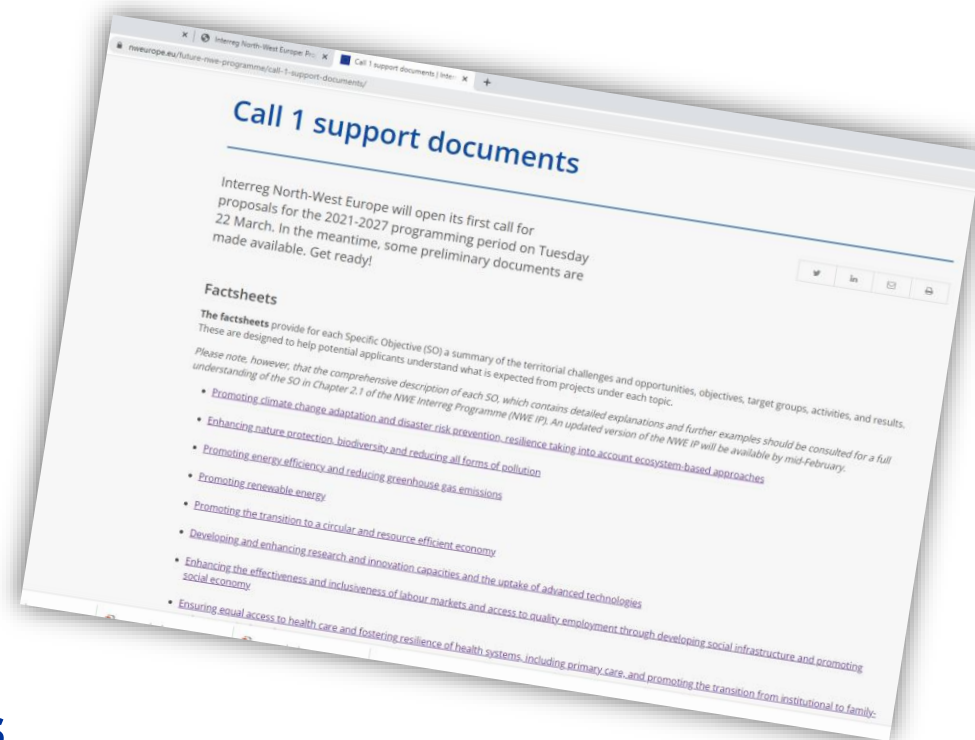 Interreg North-West Europe: Pro
Call 1 support documents | Inter
nweurope.eu/future-nwe-programme/call-1-support-documents/
Call 1 support documents
Interreg North-West Europe will open its first call for
proposals for the 2021-2027 programming period on Tuesday
22 March. In the meantime, some preliminary documents are
made available. Get ready!
Factsheets
The factsheets provide for each Specific Objective (SO) a summary of the territorial challenges and opportunities, objectives, target groups, activities, and results.
These are designed to help potential applicants understand what is expected from projects under each topic.
Please note, however, that the comprehensive description of each SO, which contains detailed explanations and further examples should be consulted for a full
understanding of the SO in Chapter 2.1 of the NWE Interreg Programme (NWE IP). An updated version of the NWE IP will be available by mid-February.
• Promoting climate change adaptation and disaster risk prevention, resilience taking into account ecosystem-based approaches
• Enhancing nature protection, biodiversity and reducing all forms of pollution
• Promoting energy efficiency and reducing greenhouse gas emissions
• Promoting renewable energy
• Promoting the transition to a circular and resource efficient economy
• Developing and enhancing research and innovation capacities and the uptake of advanced technologies
• Enhancing the effectiveness and inclusiveness of labour markets and access to quality employment through developing social infrastructure and promoting
social economy
• Ensuring equal access to health care and fostering resilience of health systems, including primary care, and promoting the transition from institutional to family-
s